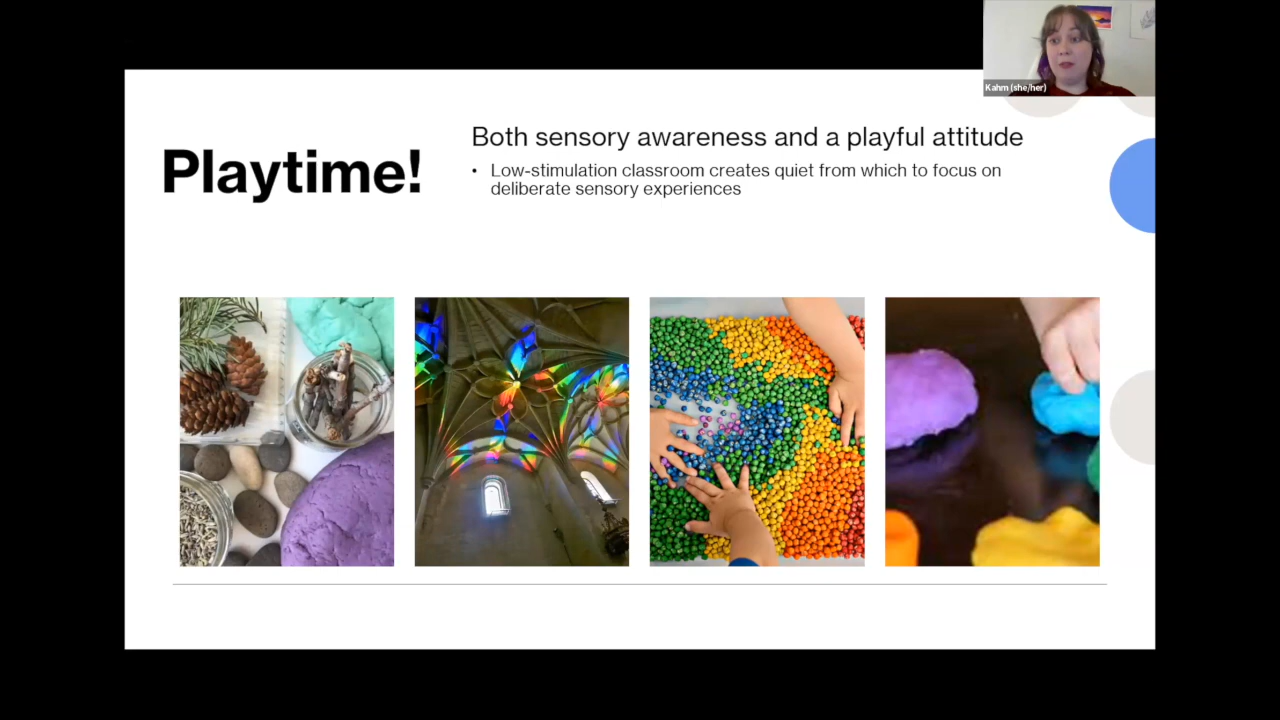 Kahm (she/her)
Playtime!
Both sensory awareness and a playful attitude
• Low-stimulation classroom creates quiet from which to focus on
deliberate sensory experiences